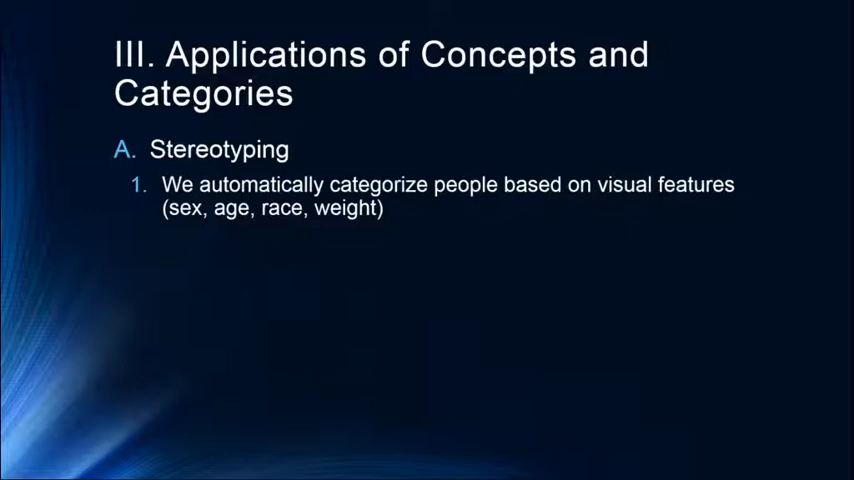 III. Applications of Concepts and
Categories
A. Stereotyping
1. We automatically categorize people based on visual features
(sex, age, race, weight)